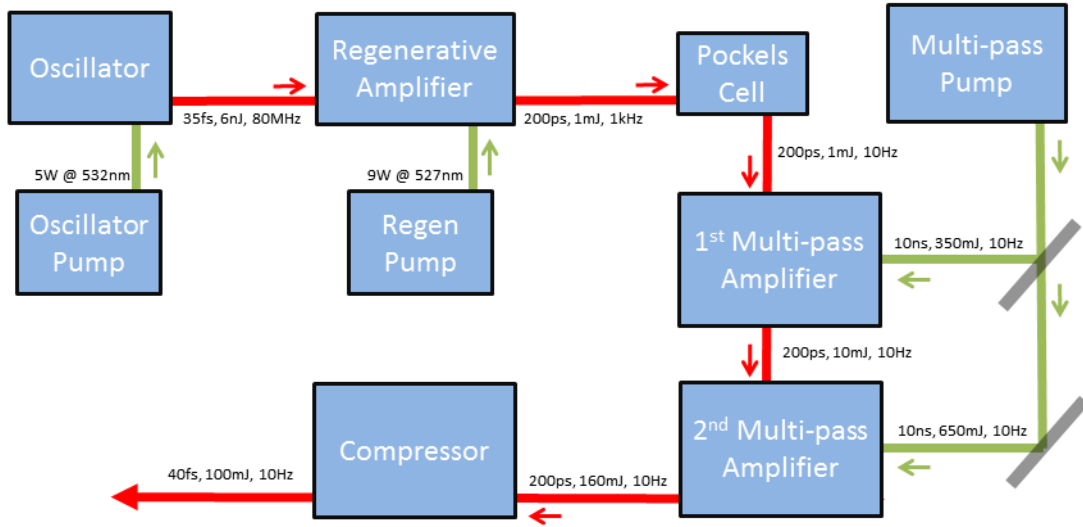 Oscillator
Regenerative
Amplifier
Pockels
Cell
Multi-pass
Pump
35fs, 6nJ, 80MHz
200ps, 1mJ, 1kHz
5W @ 532nm
9W @ 527nm
200ps, 1mJ, 10Hz
Oscillator
Pump
Regen
Pump
1st Multi-pass
Amplifier
10ns, 350mJ, 10Hz
200ps, 10mJ, 10Hz
Compressor
2nd Multi-pass
Amplifier
10ns, 650mJ, 10Hz
40fs, 100mJ, 10Hz
200ps, 160mJ, 10Hz